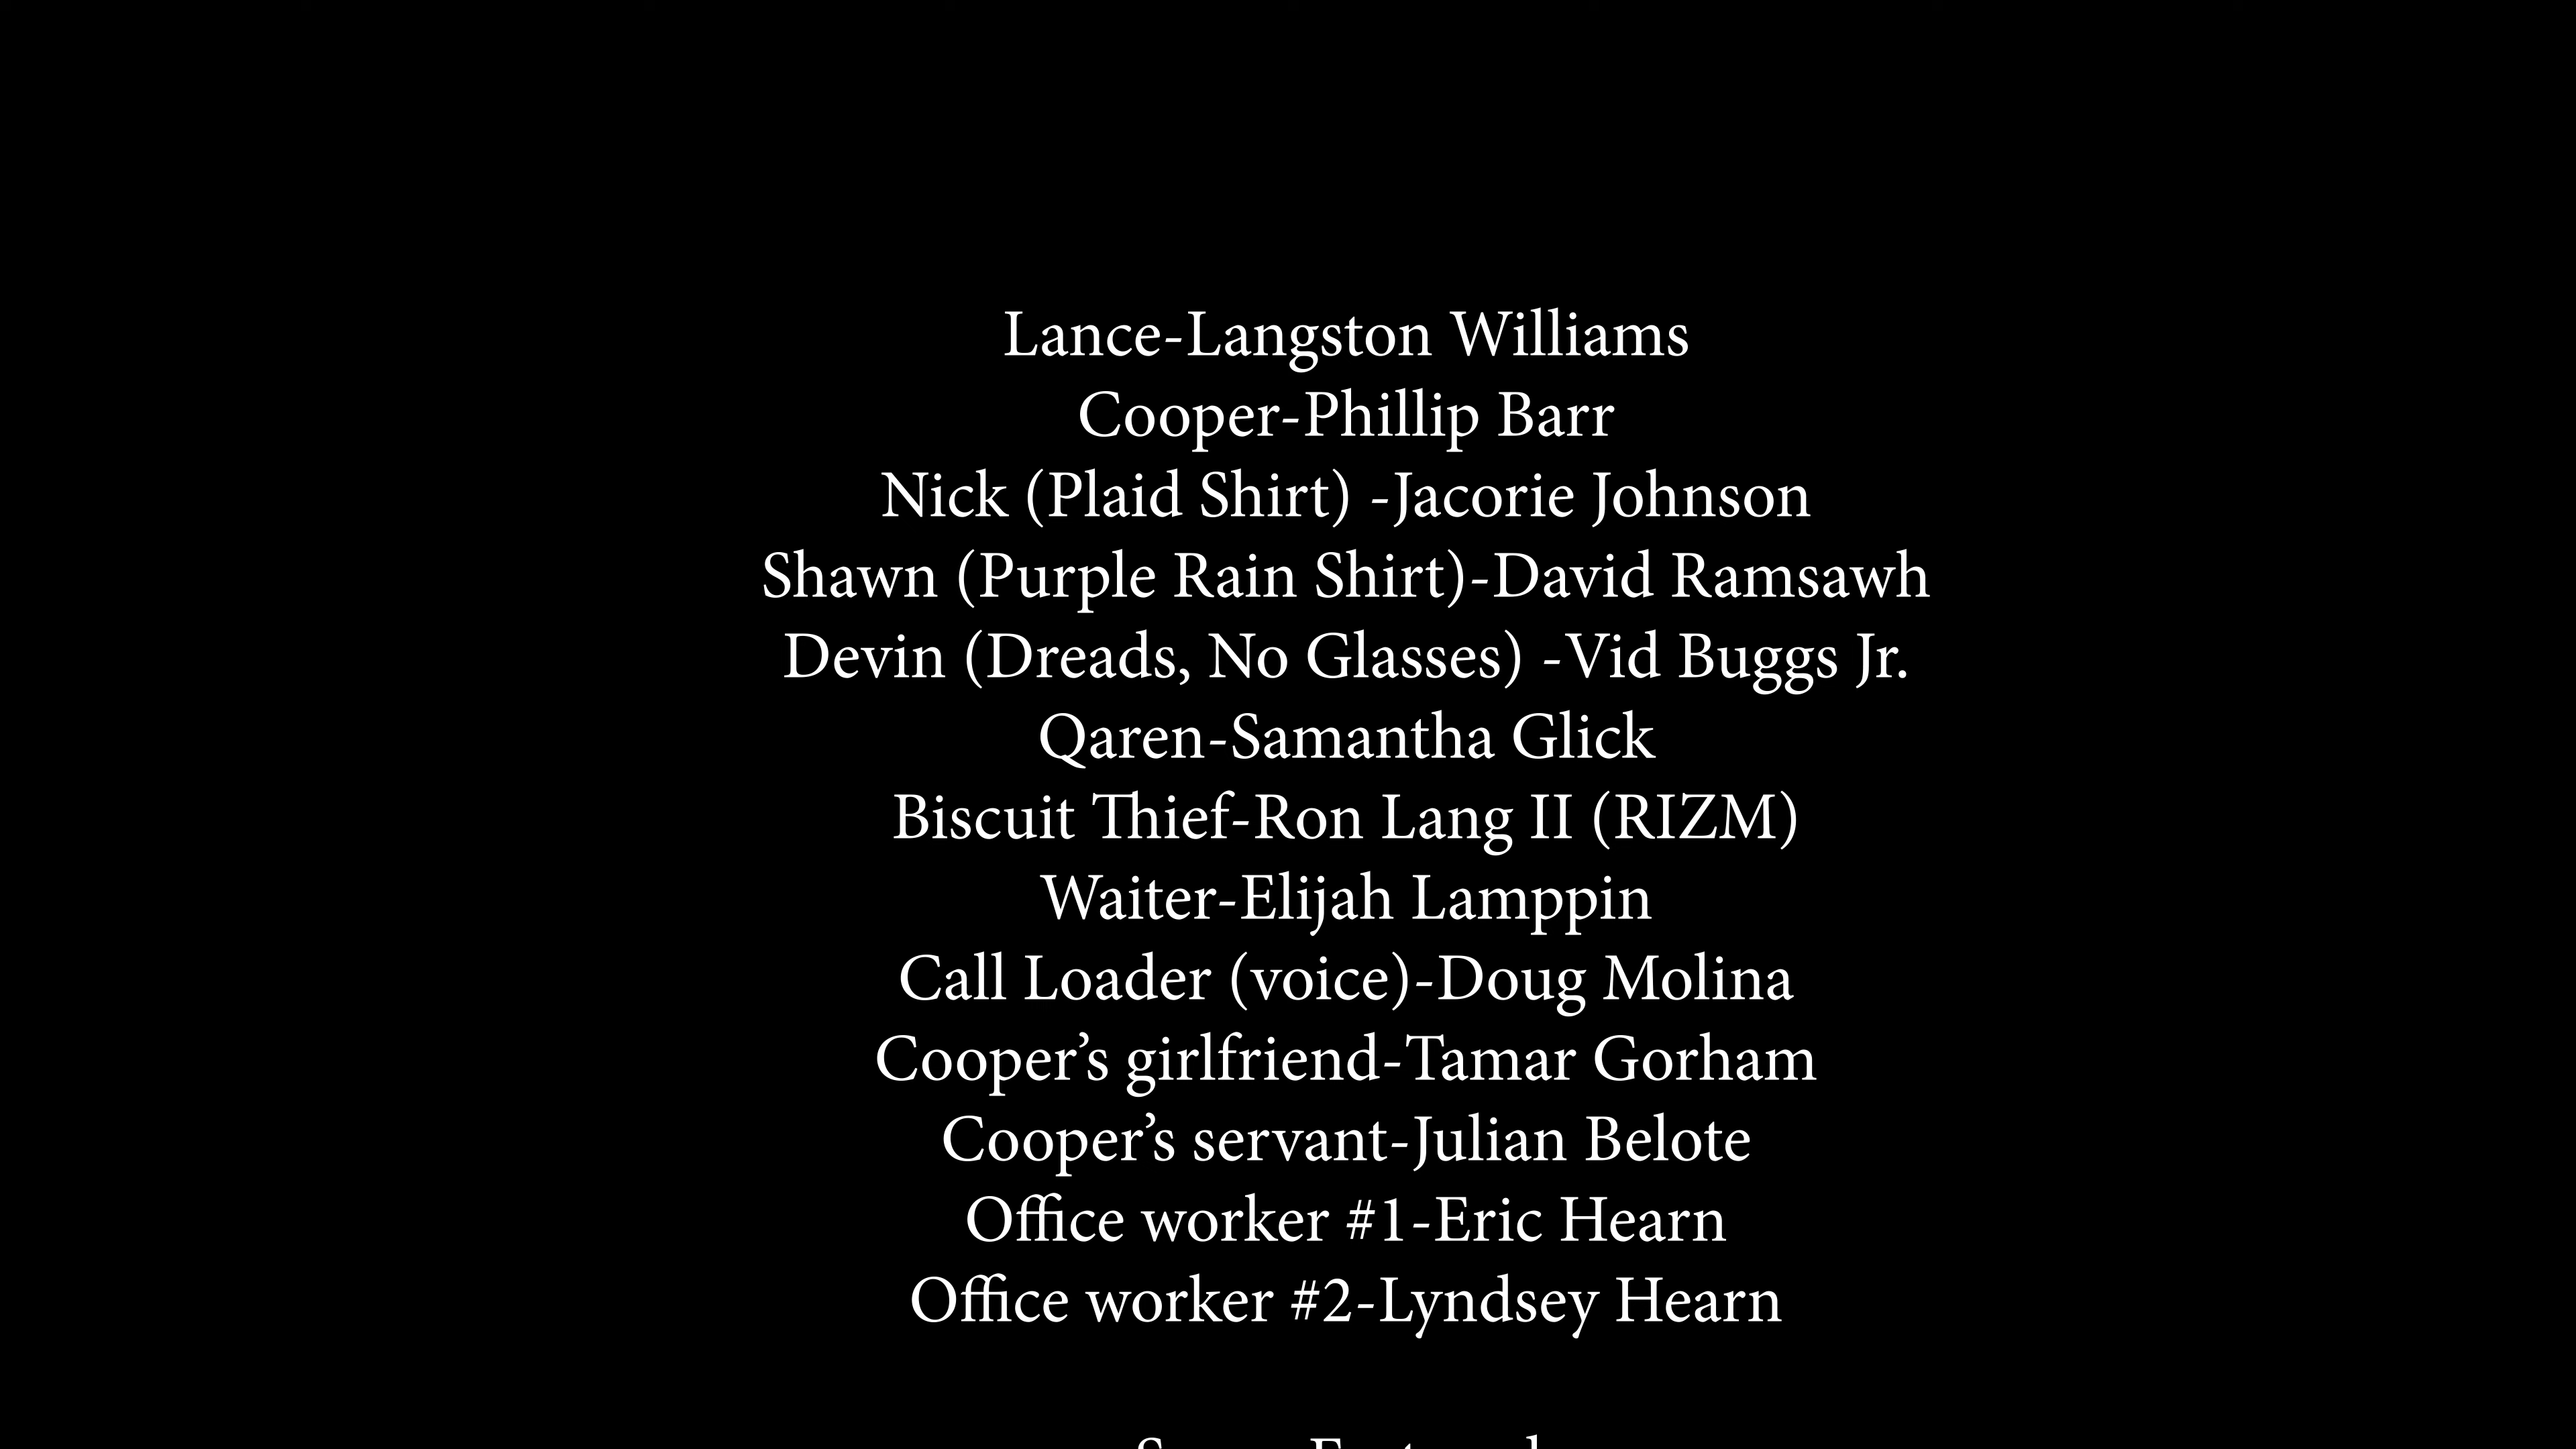 Lance-Langston Williams
Cooper-Phillip Barr
Nick (Plaid Shirt) -Jacorie Johnson
Shawn (Purple Rain Shirt)-David Ramsawh
Devin (Dreads, No Glasses) -Vid Buggs Jr.
Qaren-Samantha Glick
Biscuit Thief-Ron Lang II (RIZM)
Waiter-Elijah Lamppin
Call Loader (voice)-Doug Molina
Cooper’s girlfriend-Tamar Gorham
Cooper’s servant-Julian Belote
Office worker #1-Eric Hearn
Office worker #2-Lyndsey Hearn